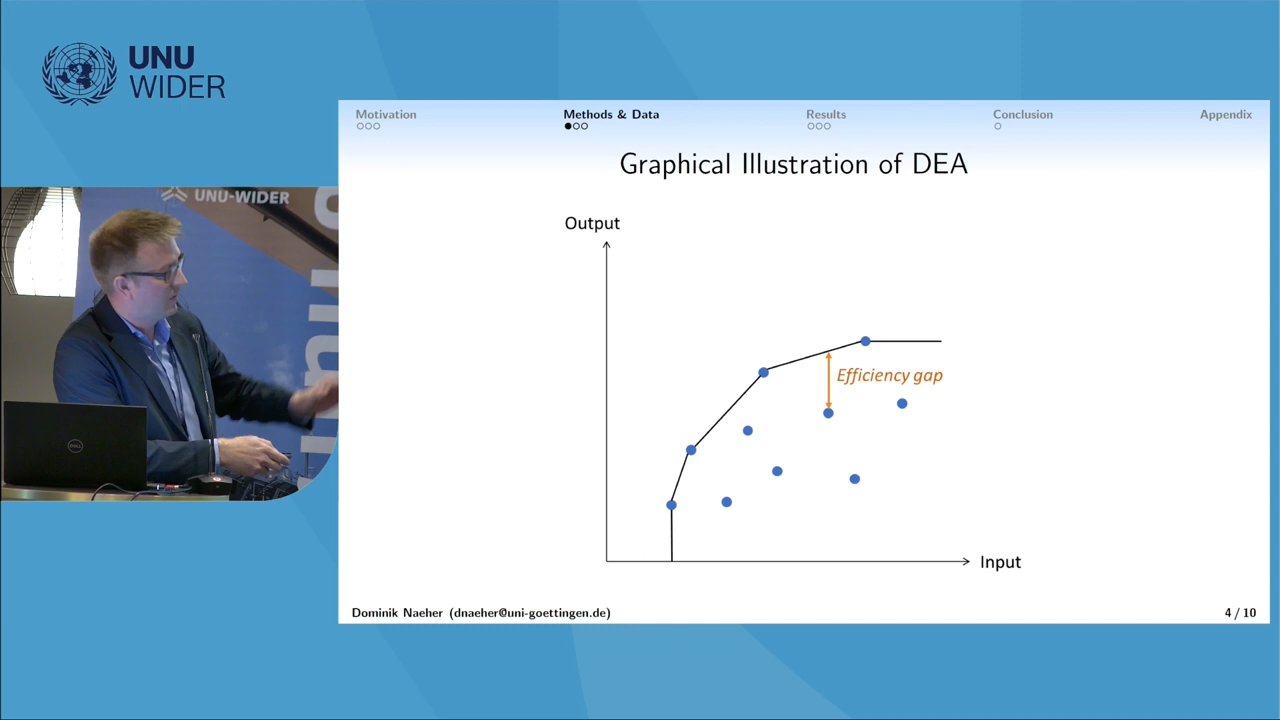 UNU
WIDER
UNU-WIDER
Motivation
Methods & Data
Results
Conclusion
Appendix
Graphical Illustration of DEA
Output
Efficiency gap
Input
DELL
Dominik Naeher (dnaeher@uni-goettingen.de)
4 / 10